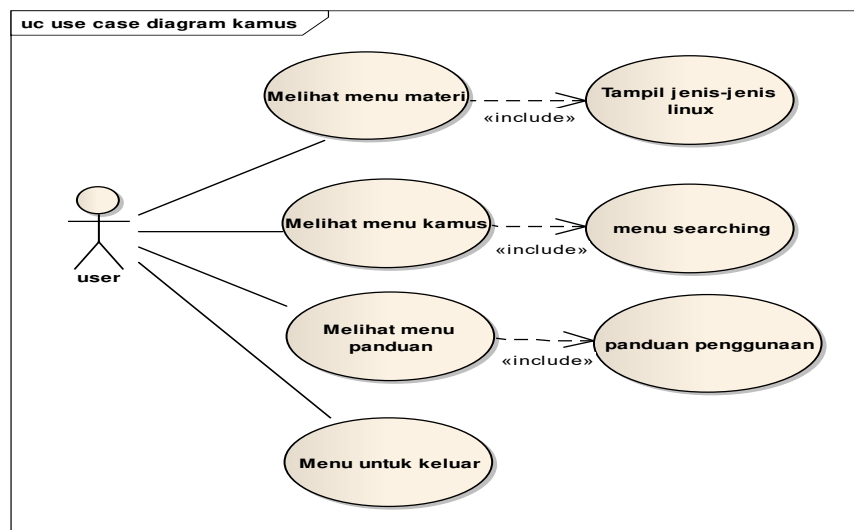 uc use case diagram kamus
Melihat menu materi
«include»
Tampil jenis-jenis
linux
Melihat menu kamus
«include»
menu searching
user
Melihat menu
panduan
«include»
panduan penggunaan
Menu untuk keluar